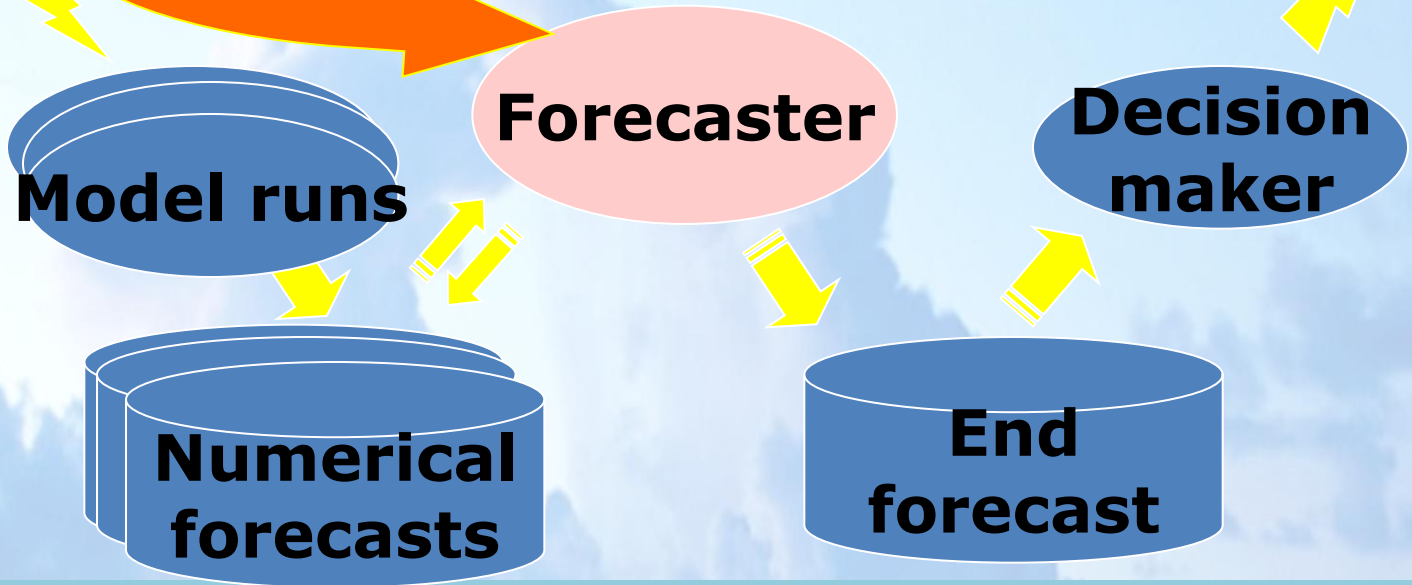 Forecaster
Decision
maker
Model runs
Numerical
forecasts
End
forecast